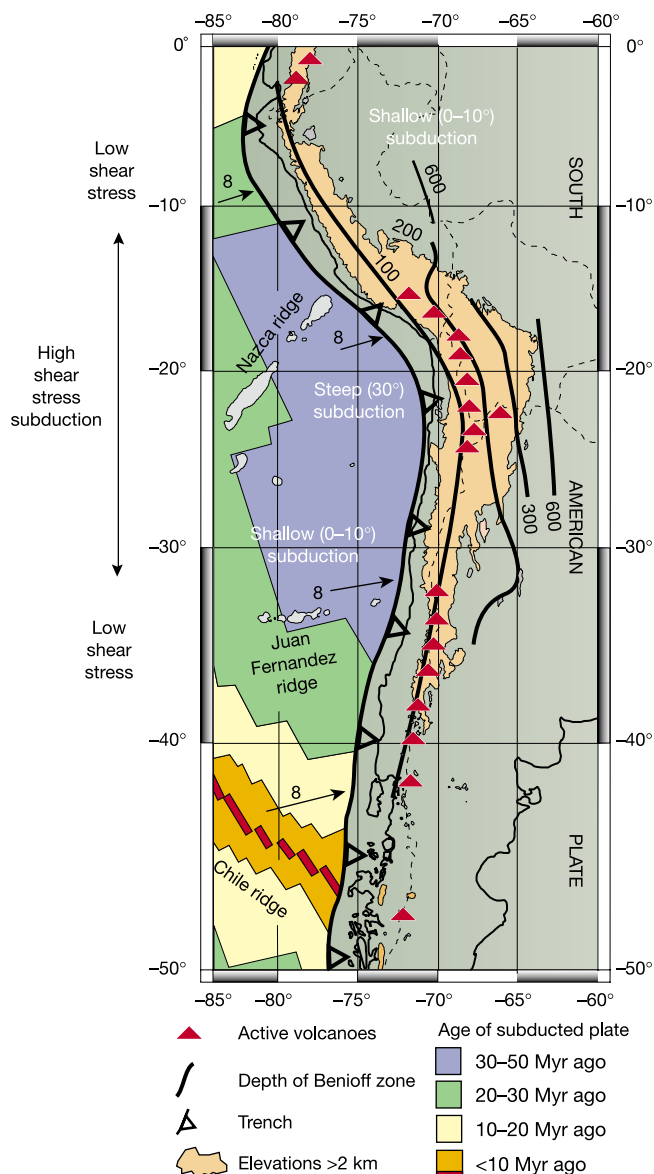 −85° −80° −75° −70° −65° −60°
0° 0°
Shallow (0–10°)
subduction
Low
shear
stress
8
600
SOUTH
−10° −10°
200
100
Nazca ridge
8
High
shear
stress
subduction
−20° −20°
Steep (30°)
subduction
AMERICAN
300
600
Shallow (0–10°)
subduction
−30° −30°
8
Low
shear
stress
Juan
Fernandez
ridge
−40° −40°
8
PLATE
Chile ridge
−50° −50°
−85° −80° −75° −70° −65° −60°
Active volcanoes
Depth of Benioff zone
Trench
Elevations >2 km
Age of subducted plate
30–50 Myr ago
20–30 Myr ago
10–20 Myr ago
<10 Myr ago